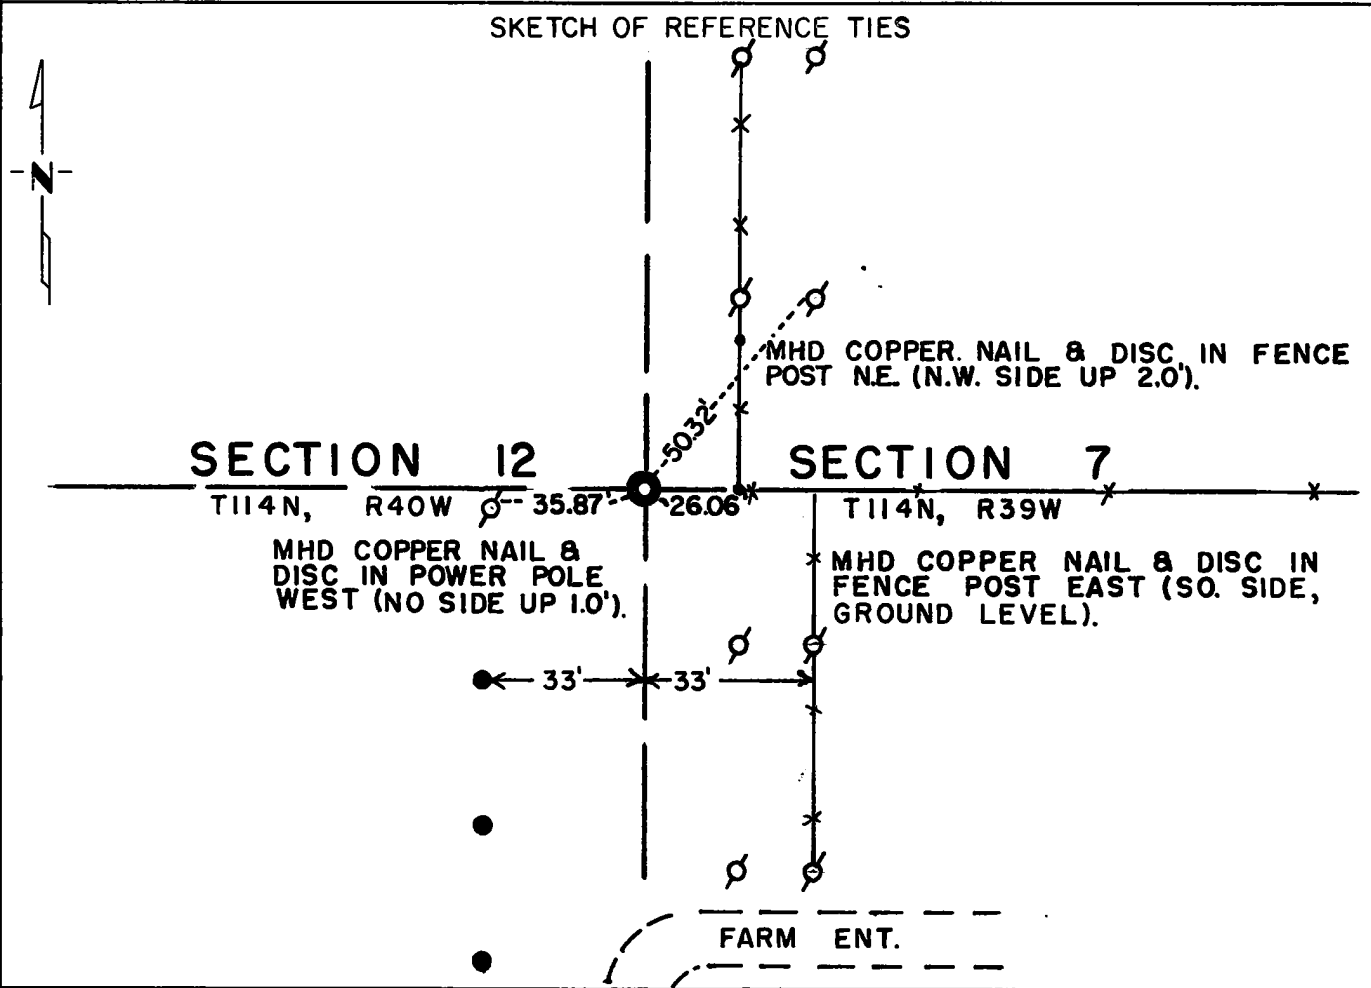 SKETCH OF REFERENCE TIES
N
MHD COPPER. NAIL & DISC IN FENCE
POST N.E. (N.W. SIDE UP 2.0').
50.32'
SECTION 12
SECTION 7
T114N, R40W
35.87'
26.06'
T114N, R39W
MHD COPPER NAIL &
DISC IN POWER POLE
WEST (NO SIDE UP 1.0').
MHD COPPER NAIL & DISC IN
FENCE POST EAST (SO. SIDE,
GROUND LEVEL).
33'
33'
FARM ENT.